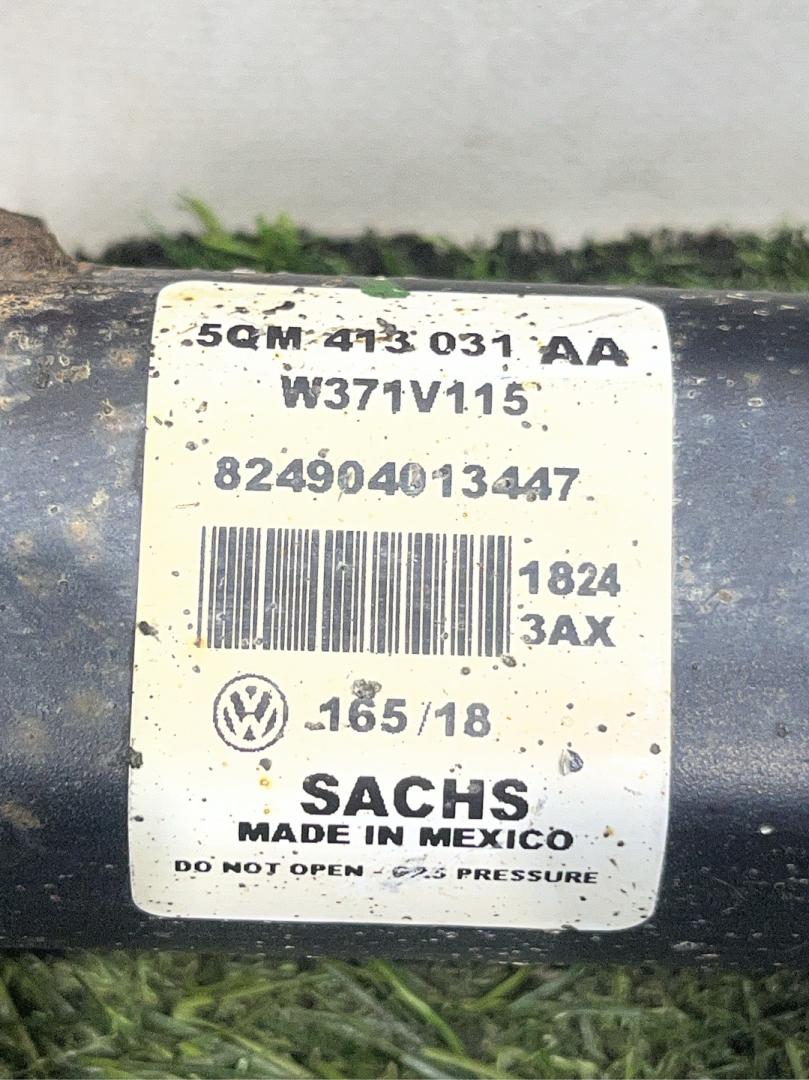 5QM 413 031 AA
W371V115
824904013447
1824
3AX
165/18
SACHS
MADE IN MEXICO
DO NOT OPEN - PRESSURE